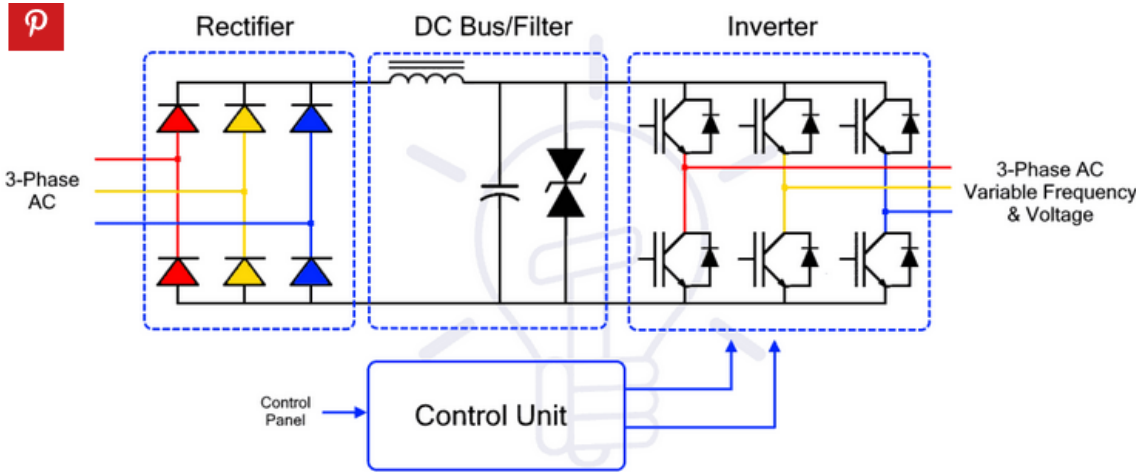 Rectifier
DC Bus/Filter
Inverter
3-Phase
AC
3-Phase AC
Variable Frequency
& Voltage
Control
Panel
Control Unit